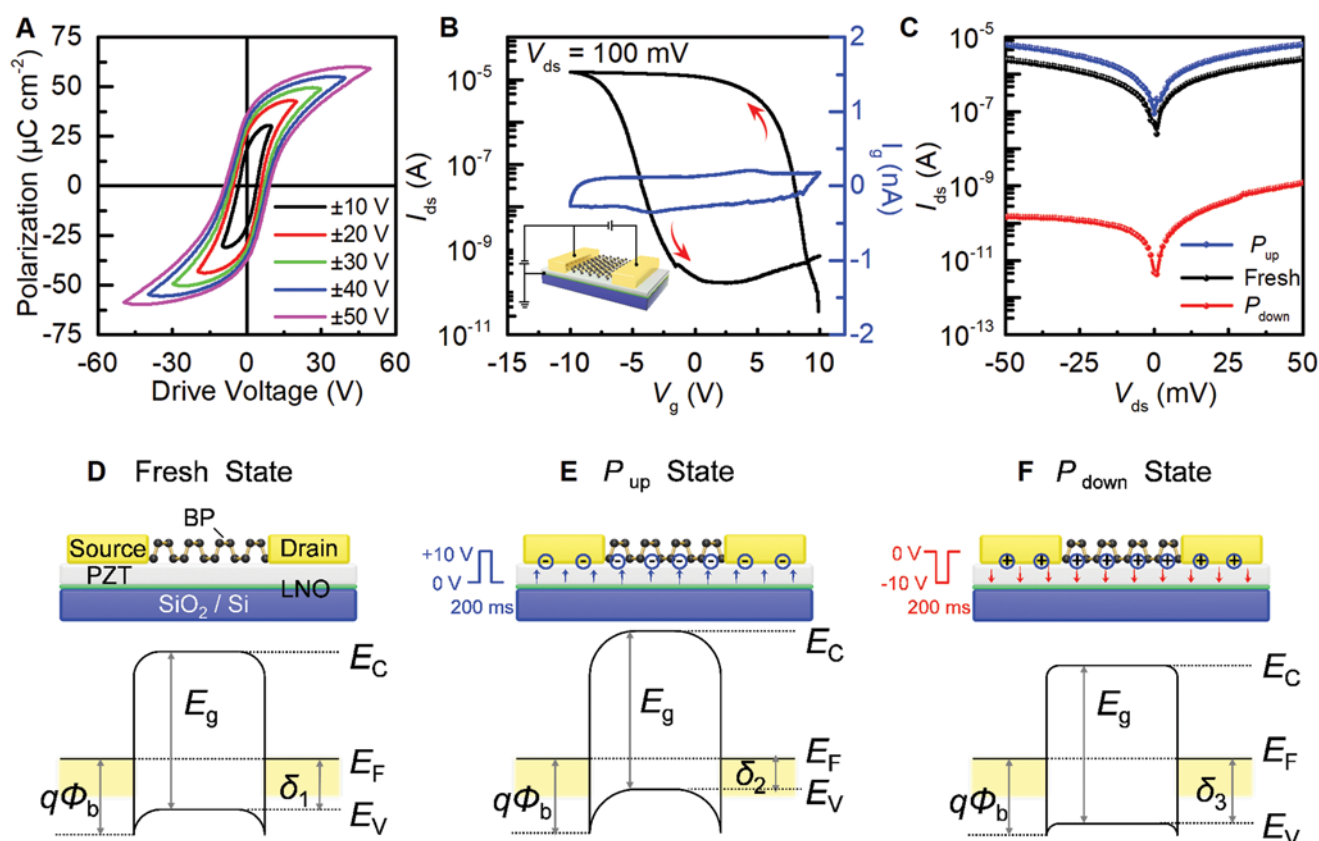 A
Polarization (µC cm⁻²)
75
50
25
0
-25
-50
-75
±10 V
±20 V
±30 V
±40 V
±50 V
-60 -30 0 30 60
Drive Voltage (V)
B
V_ds = 100 mV
I_ds (A)
10⁻⁵
10⁻⁷
10⁻⁹
10⁻¹¹
2
1
0
-1
-2
I_g (nA)
-15 -10 -5 0 5 10
V_g (V)
C
I_ds (A)
10⁻⁵
10⁻⁷
10⁻⁹
10⁻¹¹
10⁻¹³
P_up
Fresh
P_down
-50 -25 0 25 50
V_ds (mV)
D Fresh State
BP
Source
Drain
PZT
LNO
SiO₂ / Si
E_C
E_g
E_F
qΦ_b
δ₁
E_V
E P_up State
+10 V
0 V
200 ms
- - - - - - - -
E_C
E_g
E_F
qΦ_b
δ₂
E_V
F P_down State
0 V
-10 V
200 ms
+ + + + + + + +
E_C
E_g
E_F
qΦ_b
δ₃
E_V